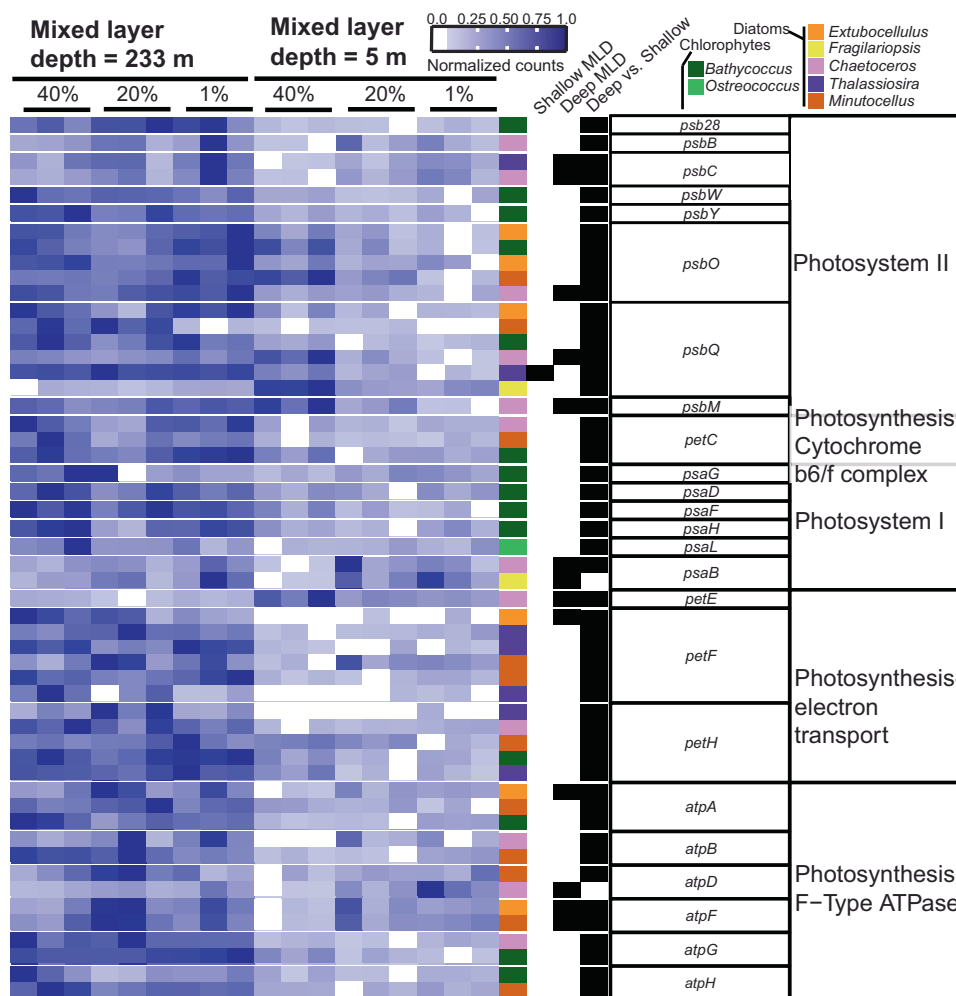 Mixed layer
depth = 233 m
Mixed layer
depth = 5 m
0.0 0.25 0.50 0.75 1.0
Normalized counts
40% 20% 1% 40% 20% 1%
Shallow MLD
Deep MLD
Deep vs. Shallow
Chlorophytes
Bathycoccus
Ostreococcus
Diatoms
Extubocellulus
Fragilariopsis
Chaetoceros
Thalassiosira
Minutocellus
psb28
psbB
psbC
psbW
psbY
psbO
psbQ
psbM
petC
psaG
psaD
psaF
psaH
psaL
psaB
petE
petF
petH
atpA
atpB
atpD
atpF
atpG
atpH
Photosystem II
Photosynthesis
Cytochrome
b6/f complex
Photosystem I
Photosynthesis-
electron
transport
Photosynthesis
F−Type ATPase